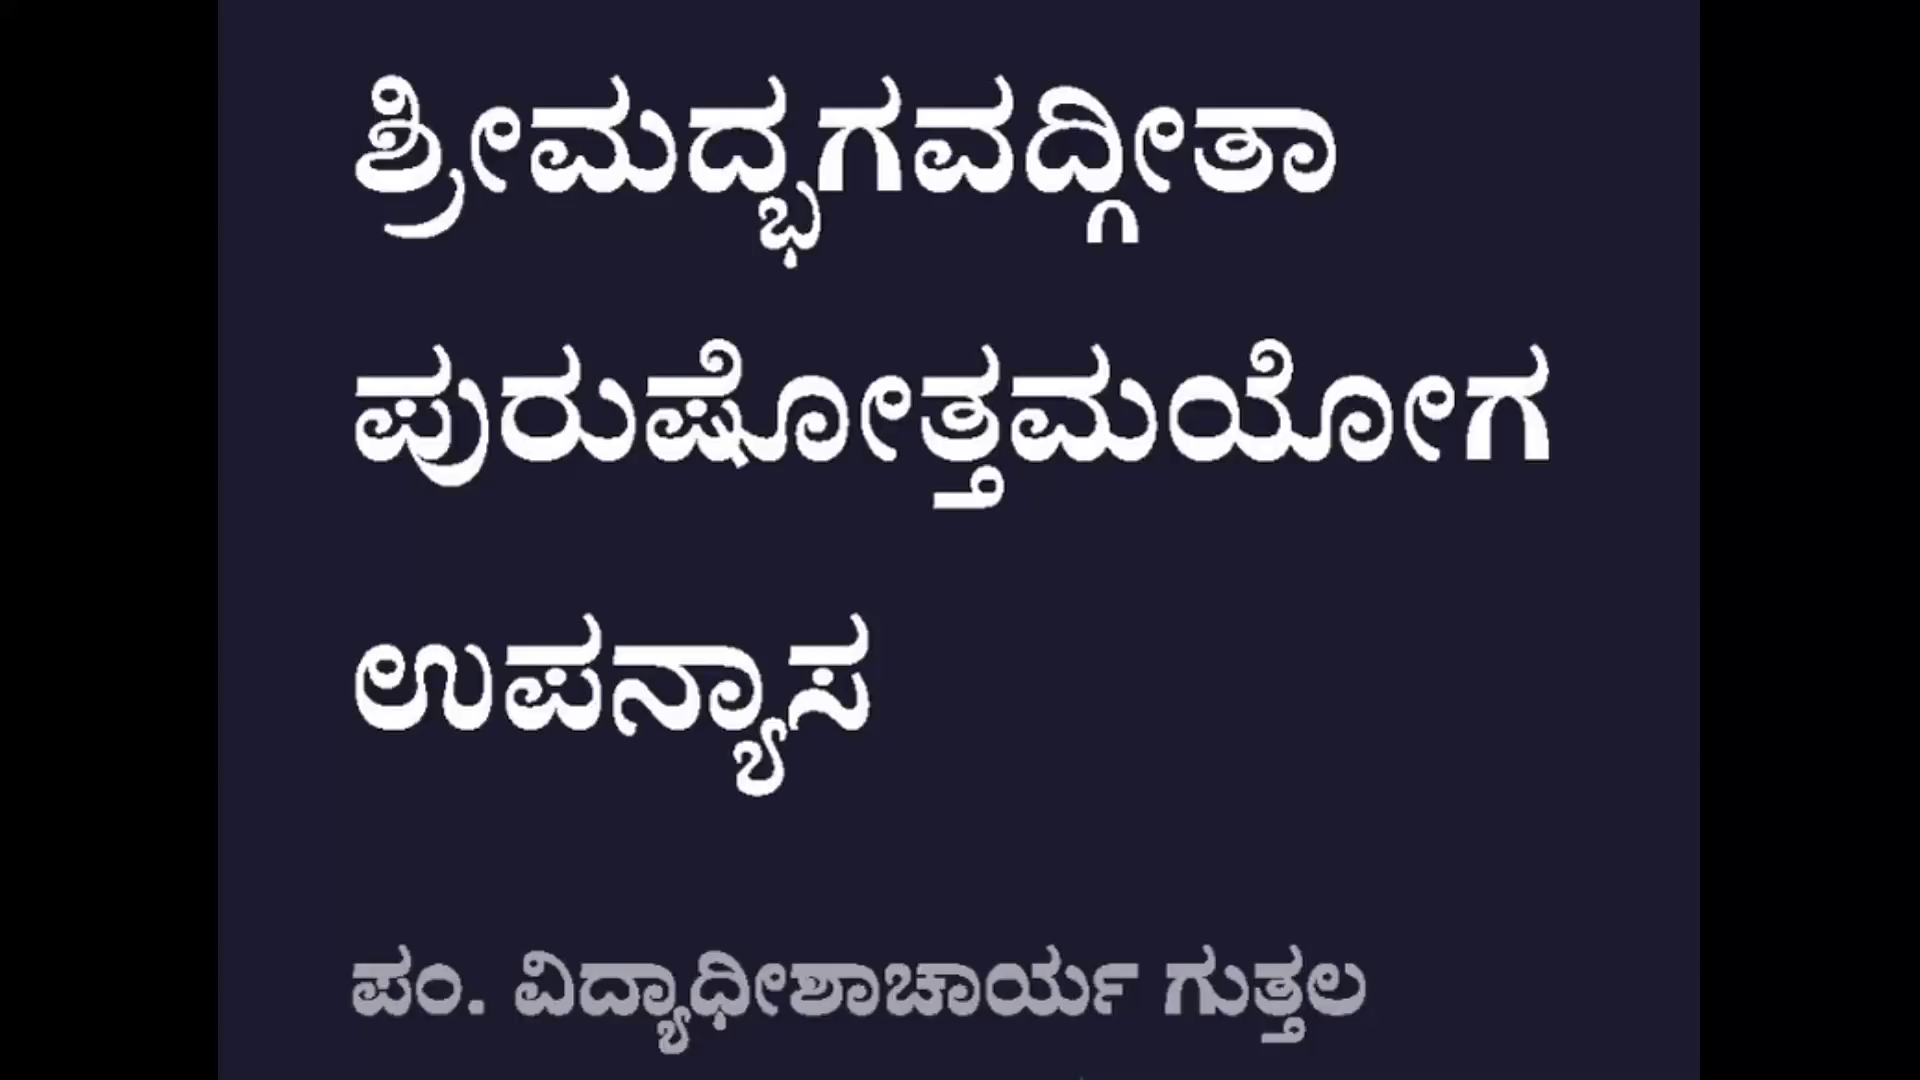 ಶ್ರೀಮದ್ಭಗವದ್ಗೀತಾ
ಪುರುಷೋತ್ತಮಯೋಗ
ಉಪನ್ಯಾಸ
ಪಂ. ವಿದ್ಯಾಧೀಶಾಚಾರ್ಯ ಗುತ್ತಲ